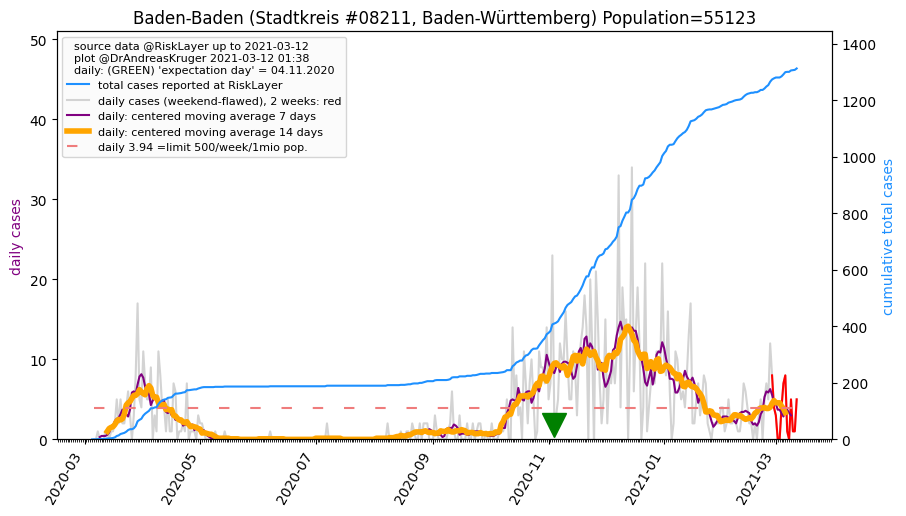 Baden-Baden (Stadtkreis #08211, Baden-Württemberg) Population=55123
source data @RiskLayer up to 2021-03-12
plot @DrAndreasKruger 2021-03-12 01:38
daily: (GREEN) 'expectation day' = 04.11.2020
total cases reported at RiskLayer
daily cases (weekend-flawed), 2 weeks: red
daily: centered moving average 7 days
daily: centered moving average 14 days
daily 3.94 =limit 500/week/1mio pop.
daily cases
50
40
30
20
10
0
cumulative total cases
1400
1200
1000
800
600
400
200
0
2020-03
2020-05
2020-07
2020-09
2020-11
2021-01
2021-03